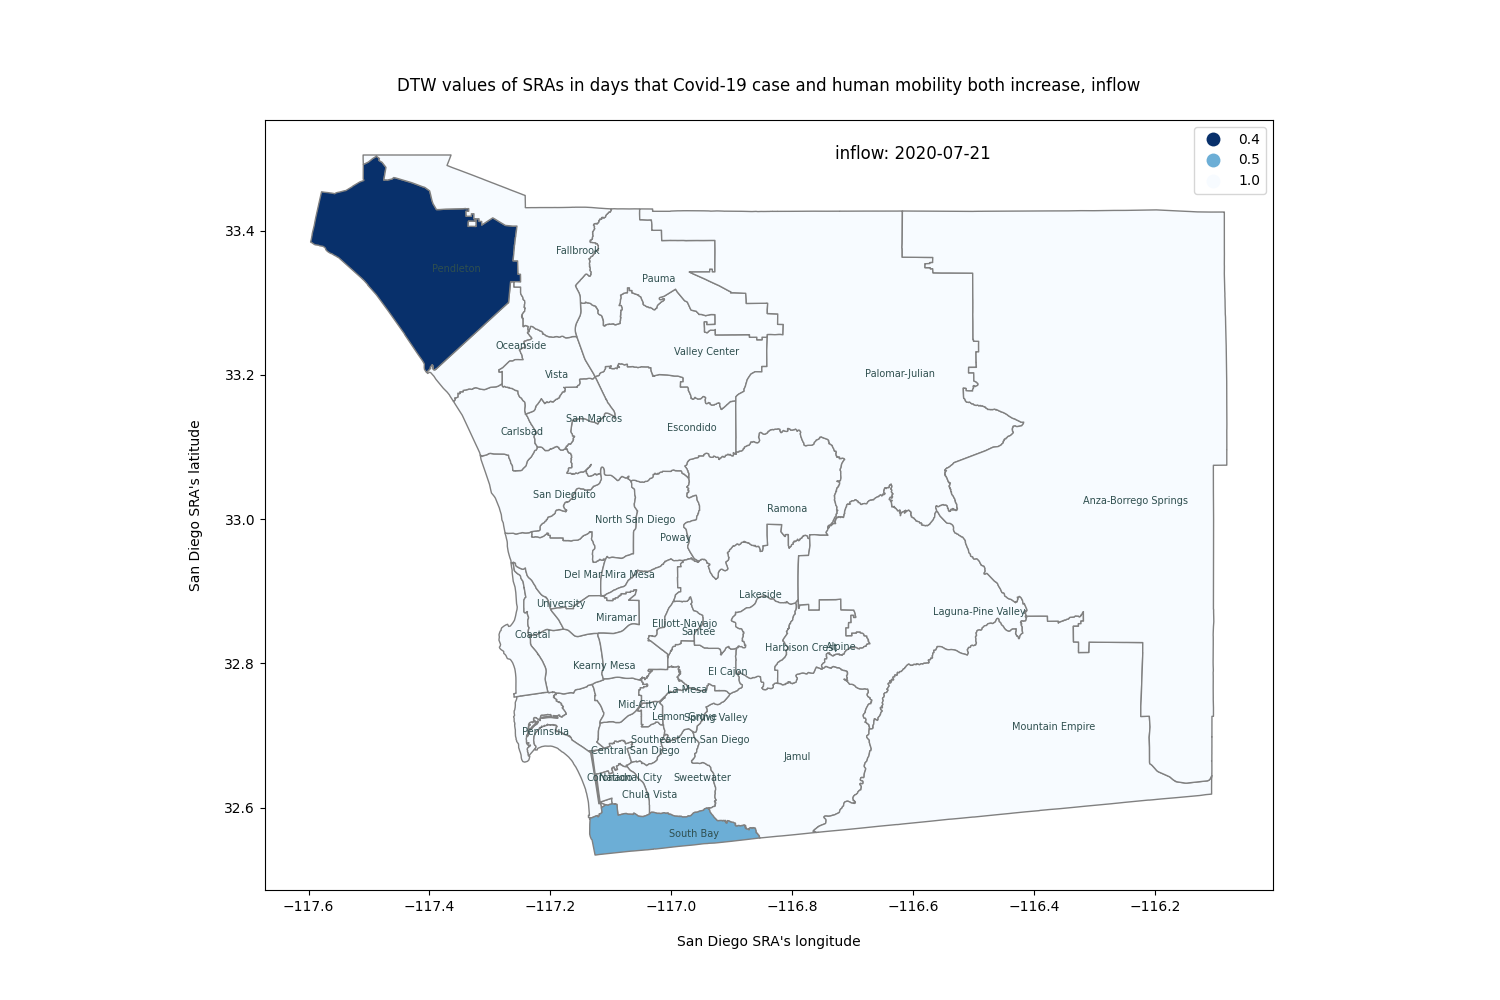 DTW values of SRAs in days that Covid-19 case and human mobility both increase, inflow
inflow: 2020-07-21
0.4
0.5
1.0
San Diego SRA's latitude
33.4
33.2
33.0
32.8
32.6
Pendleton
Fallbrook
Pauma
Oceanside
Valley Center
Vista
Palomar-Julian
San Marcos
Carlsbad
Escondido
San Dieguito
Anza-Borrego Springs
Ramona
North San Diego
Poway
Del Mar-Mira Mesa
Lakeside
University
Laguna-Pine Valley
Miramar
Elliott-Navajo
Santee
Coastal
Harbison Crest
Alpine
Kearny Mesa
El Cajon
La Mesa
Mid-City
Lemon Grove
Spring Valley
Mountain Empire
Peninsula
Southeastern San Diego
Central San Diego
Jamul
Coronado
National City
Sweetwater
Chula Vista
South Bay
−117.6
−117.4
−117.2
−117.0
−116.8
−116.6
−116.4
−116.2
San Diego SRA's longitude